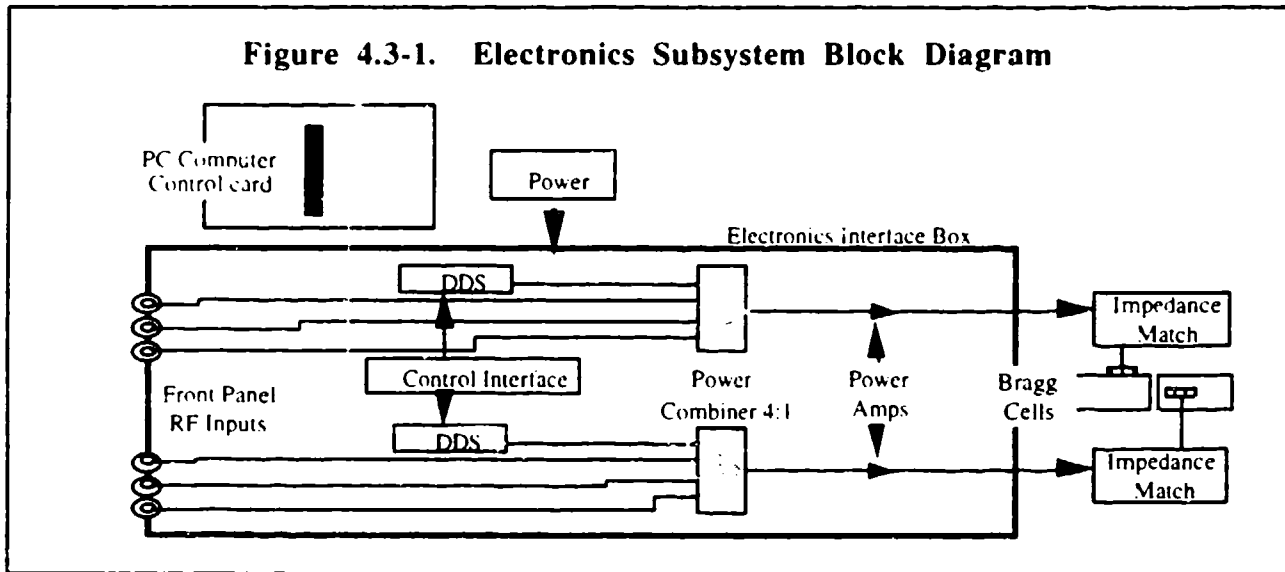 Figure 4.3-1. Electronics Subsystem Block Diagram
PC Computer
Control card
Power
Electronics Interface Box
DDS
Impedance
Match
Control Interface
Front Panel
RF Inputs
Power
Combiner 4:1
Power
Amps
Bragg
Cells
DDS
Impedance
Match